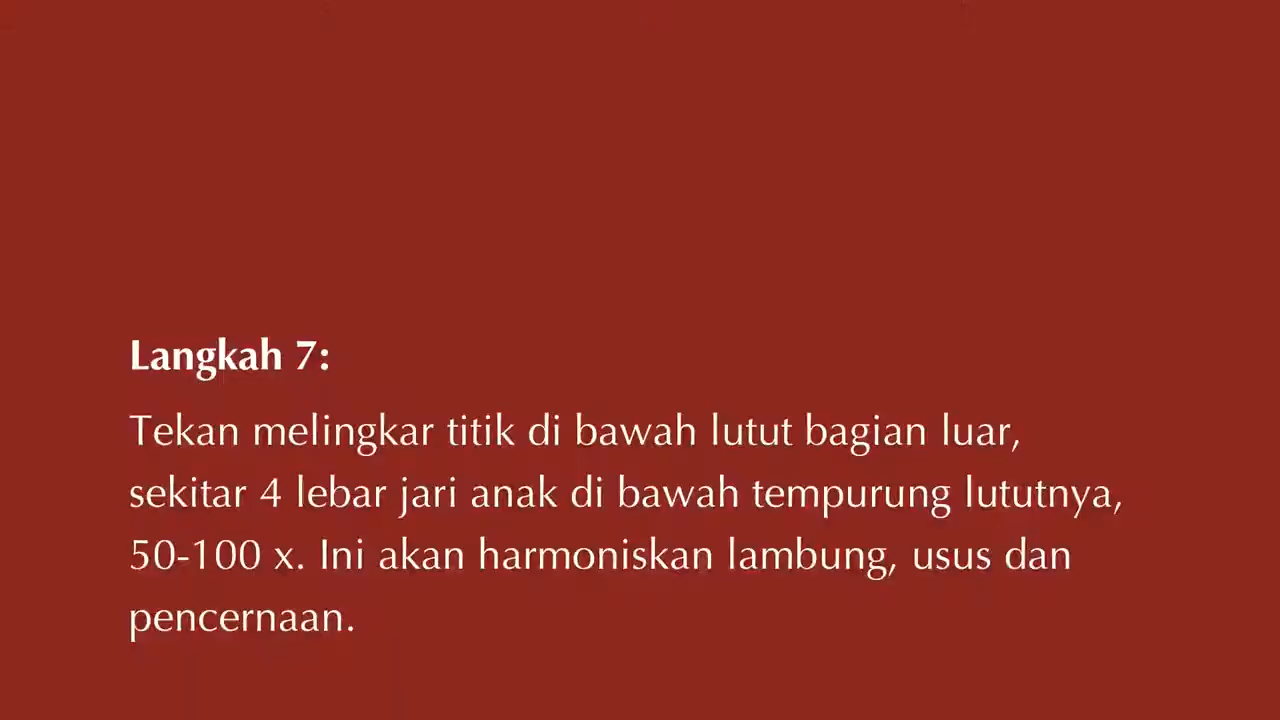 Langkah 7:
Tekan melingkar titik di bawah lutut bagian luar,
sekitar 4 lebar jari anak di bawah tempurung lututnya,
50-100 x. Ini akan harmoniskan lambung, usus dan
pencernaan.